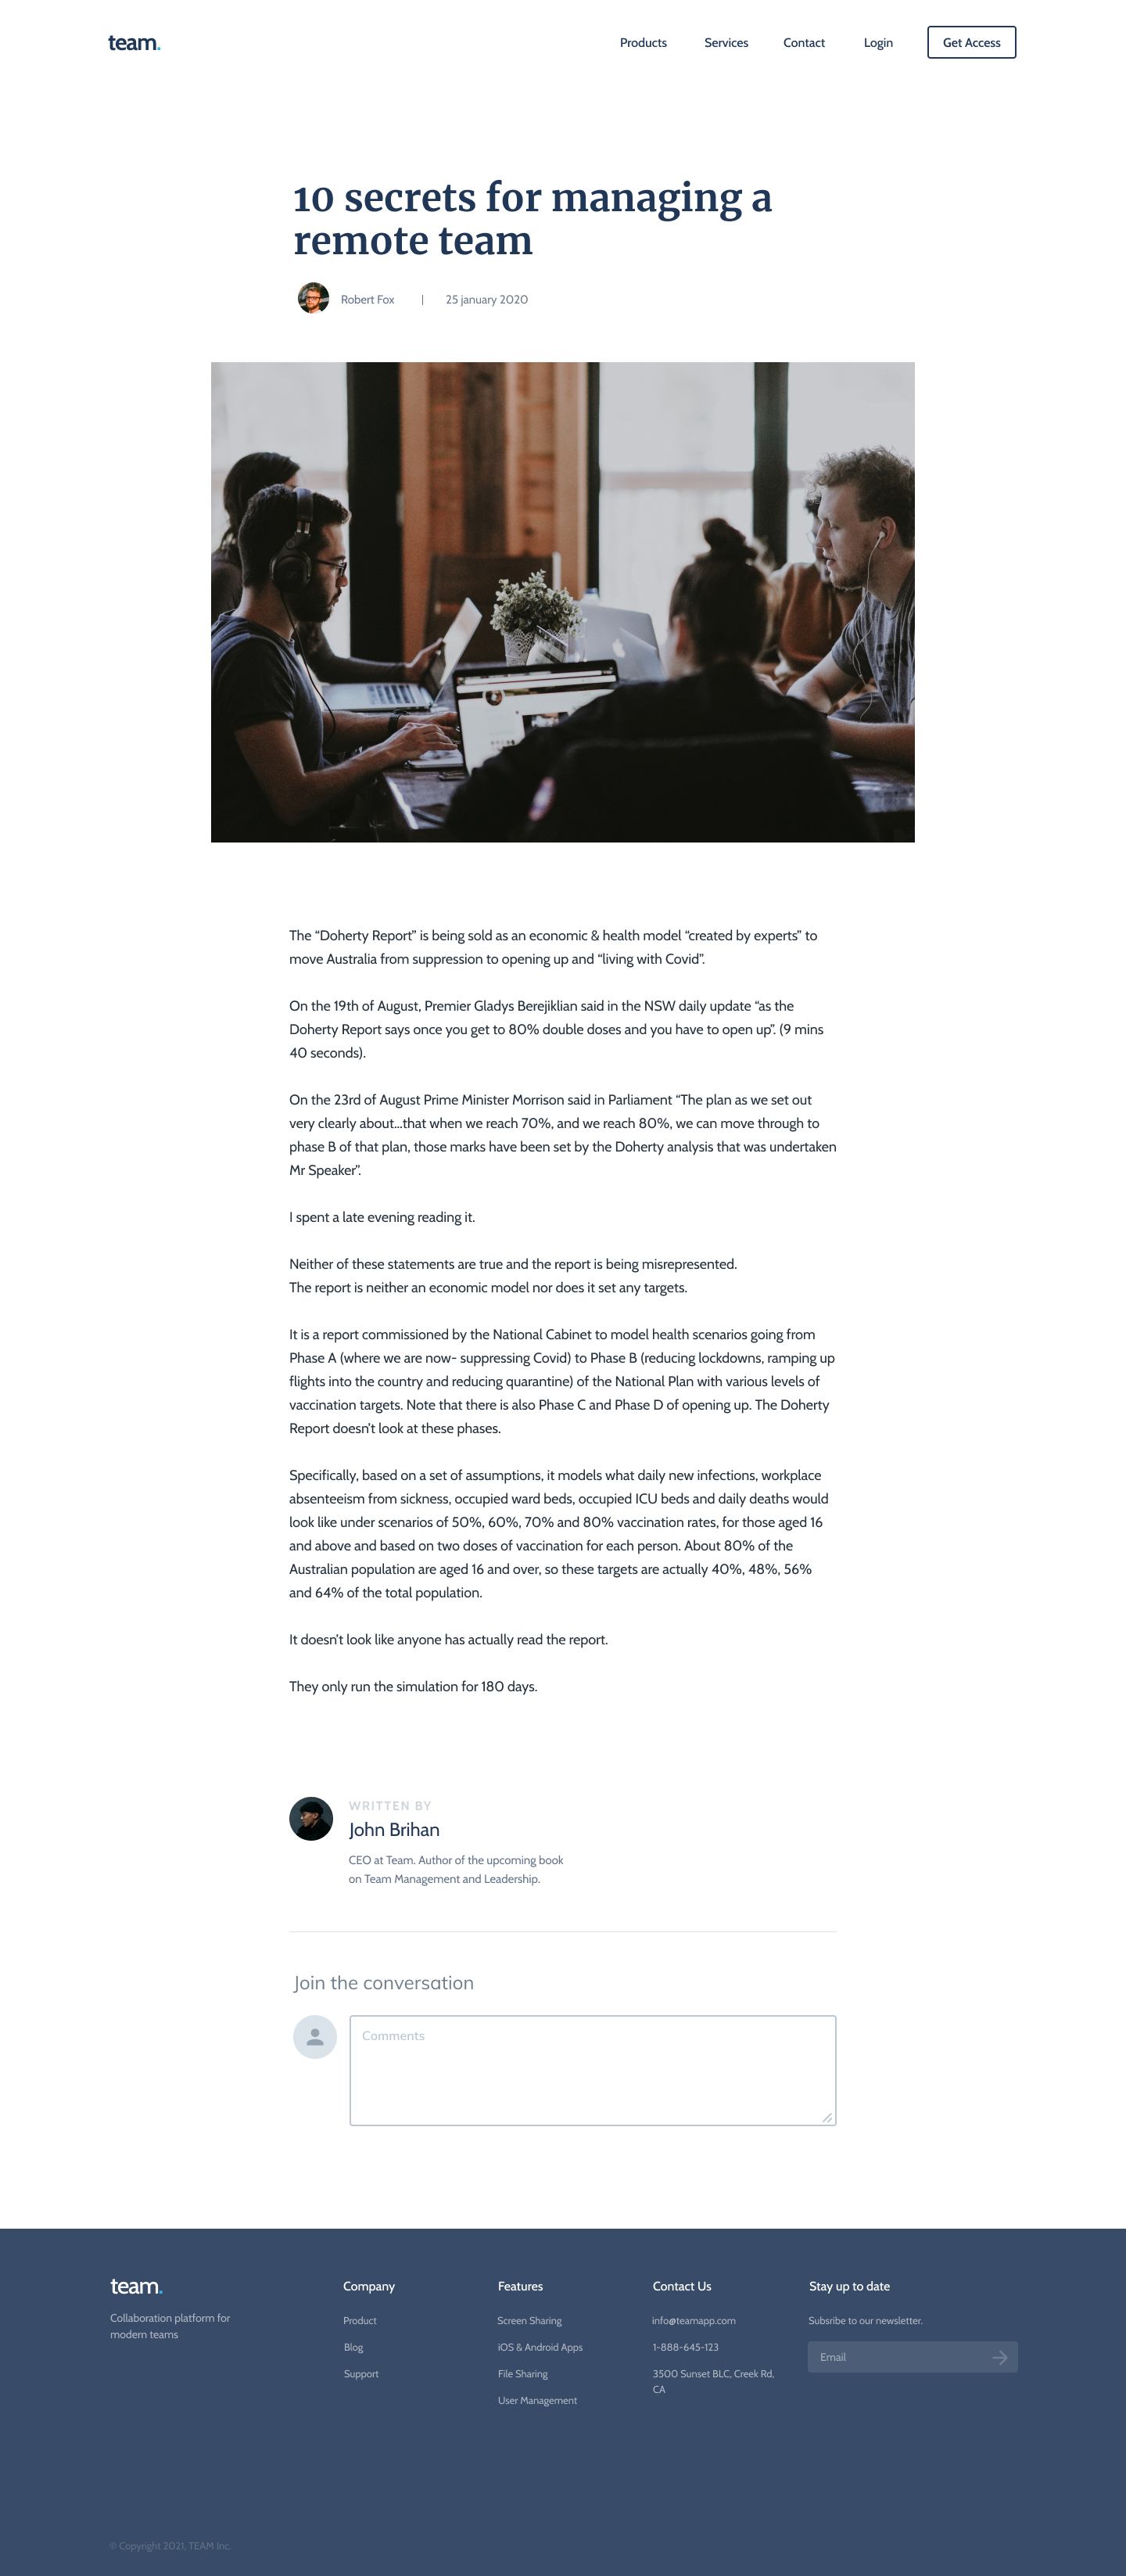 team.
Products Services Contact Login Get Access
10 secrets for managing a
remote team
Robert Fox | 25 january 2020
The “Doherty Report” is being sold as an economic & health model “created by experts” to
move Australia from suppression to opening up and “living with Covid”.
On the 19th of August, Premier Gladys Berejiklian said in the NSW daily update “as the
Doherty Report says once you get to 80% double doses and you have to open up”. (9 mins
40 seconds).
On the 23rd of August Prime Minister Morrison said in Parliament “The plan as we set out
very clearly about…that when we reach 70%, and we reach 80%, we can move through to
phase B of that plan, those marks have been set by the Doherty analysis that was undertaken
Mr Speaker”.
I spent a late evening reading it.
Neither of these statements are true and the report is being misrepresented.
The report is neither an economic model nor does it set any targets.
It is a report commissioned by the National Cabinet to model health scenarios going from
Phase A (where we are now- suppressing Covid) to Phase B (reducing lockdowns, ramping up
flights into the country and reducing quarantine) of the National Plan with various levels of
vaccination targets. Note that there is also Phase C and Phase D of opening up. The Doherty
Report doesn’t look at these phases.
Specifically, based on a set of assumptions, it models what daily new infections, workplace
absenteeism from sickness, occupied ward beds, occupied ICU beds and daily deaths would
look like under scenarios of 50%, 60%, 70% and 80% vaccination rates, for those aged 16
and above and based on two doses of vaccination for each person. About 80% of the
Australian population are aged 16 and over, so these targets are actually 40%, 48%, 56%
and 64% of the total population.
It doesn’t look like anyone has actually read the report.
They only run the simulation for 180 days.
WRITTEN BY
John Brihan
CEO at Team. Author of the upcoming book
on Team Management and Leadership.
Join the conversation
Comments
team.
Collaboration platform for
modern teams
Company
Product
Blog
Support
Features
Screen Sharing
iOS & Android Apps
File Sharing
User Management
Contact Us
info@teamapp.com
1-888-645-123
3500 Sunset BLC, Creek Rd,
CA
Stay up to date
Subsribe to our newsletter.
Email
© Copyright 2021, TEAM Inc.